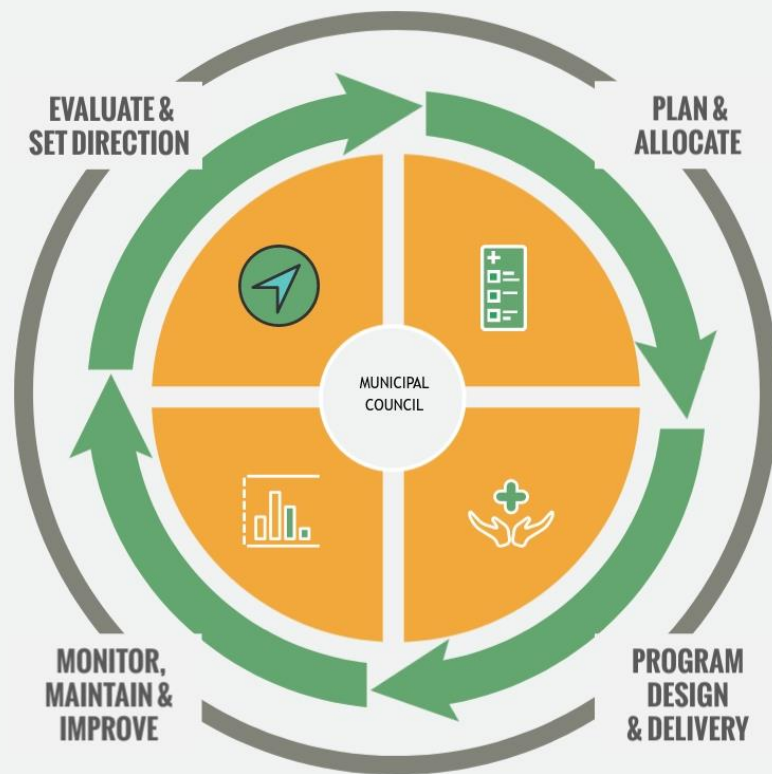 EVALUATE &
SET DIRECTION
PLAN &
ALLOCATE
MUNICIPAL
COUNCIL
MONITOR,
MAINTAIN &
IMPROVE
PROGRAM
DESIGN
& DELIVERY